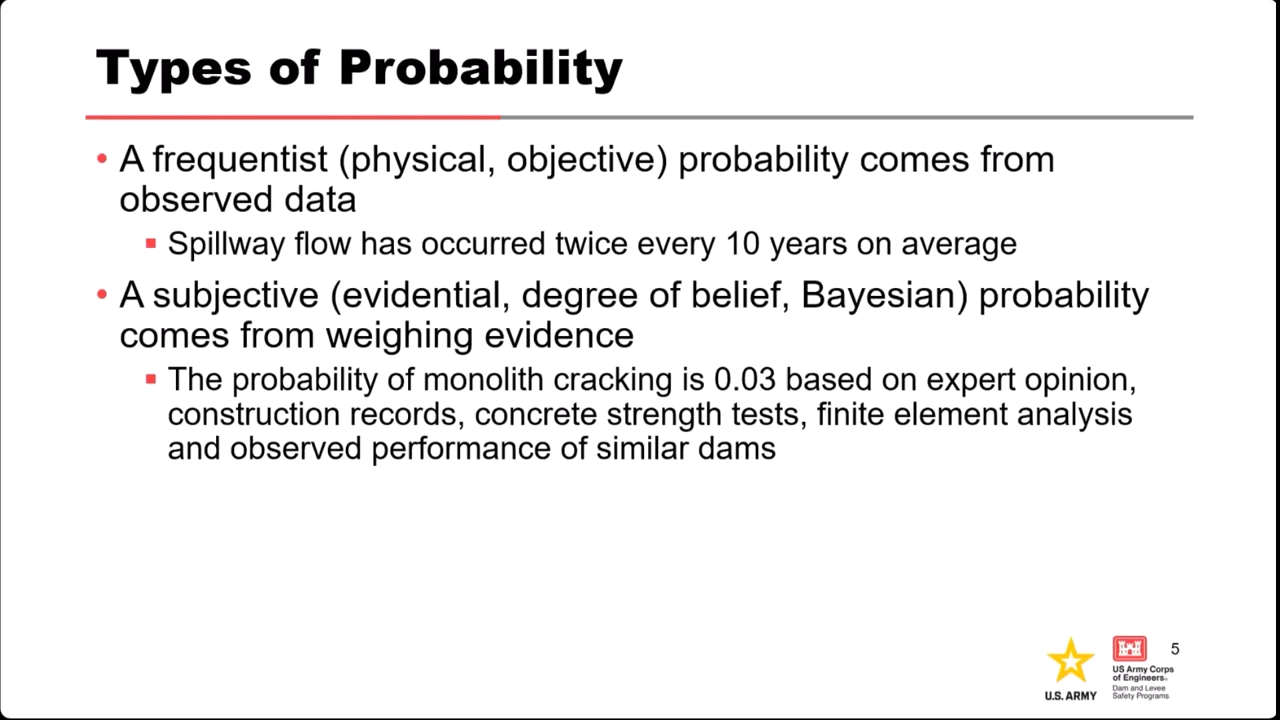 Types of Probability
• A frequentist (physical, objective) probability comes from
observed data
▪ Spillway flow has occurred twice every 10 years on average
• A subjective (evidential, degree of belief, Bayesian) probability
comes from weighing evidence
▪ The probability of monolith cracking is 0.03 based on expert opinion,
construction records, concrete strength tests, finite element analysis
and observed performance of similar dams
U.S. ARMY
US Army Corps
of Engineers®
Dam and Levee
Safety Programs
5